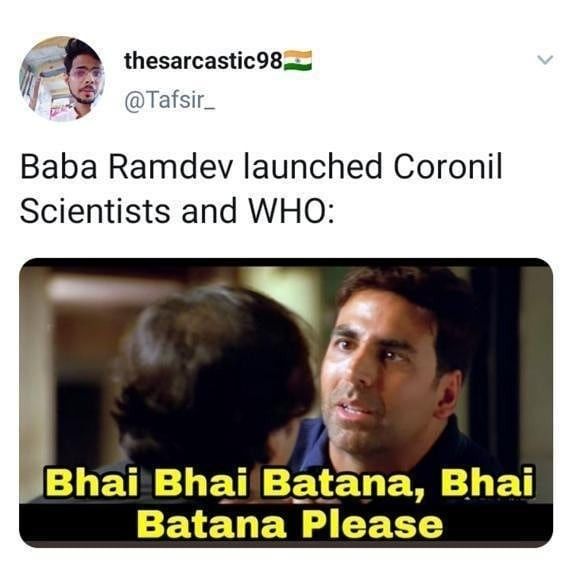 thesarcastic98🇮🇳
@Tafsir_
Baba Ramdev launched Coronil
Scientists and WHO:
Bhai Bhai Batana, Bhai
Batana Please